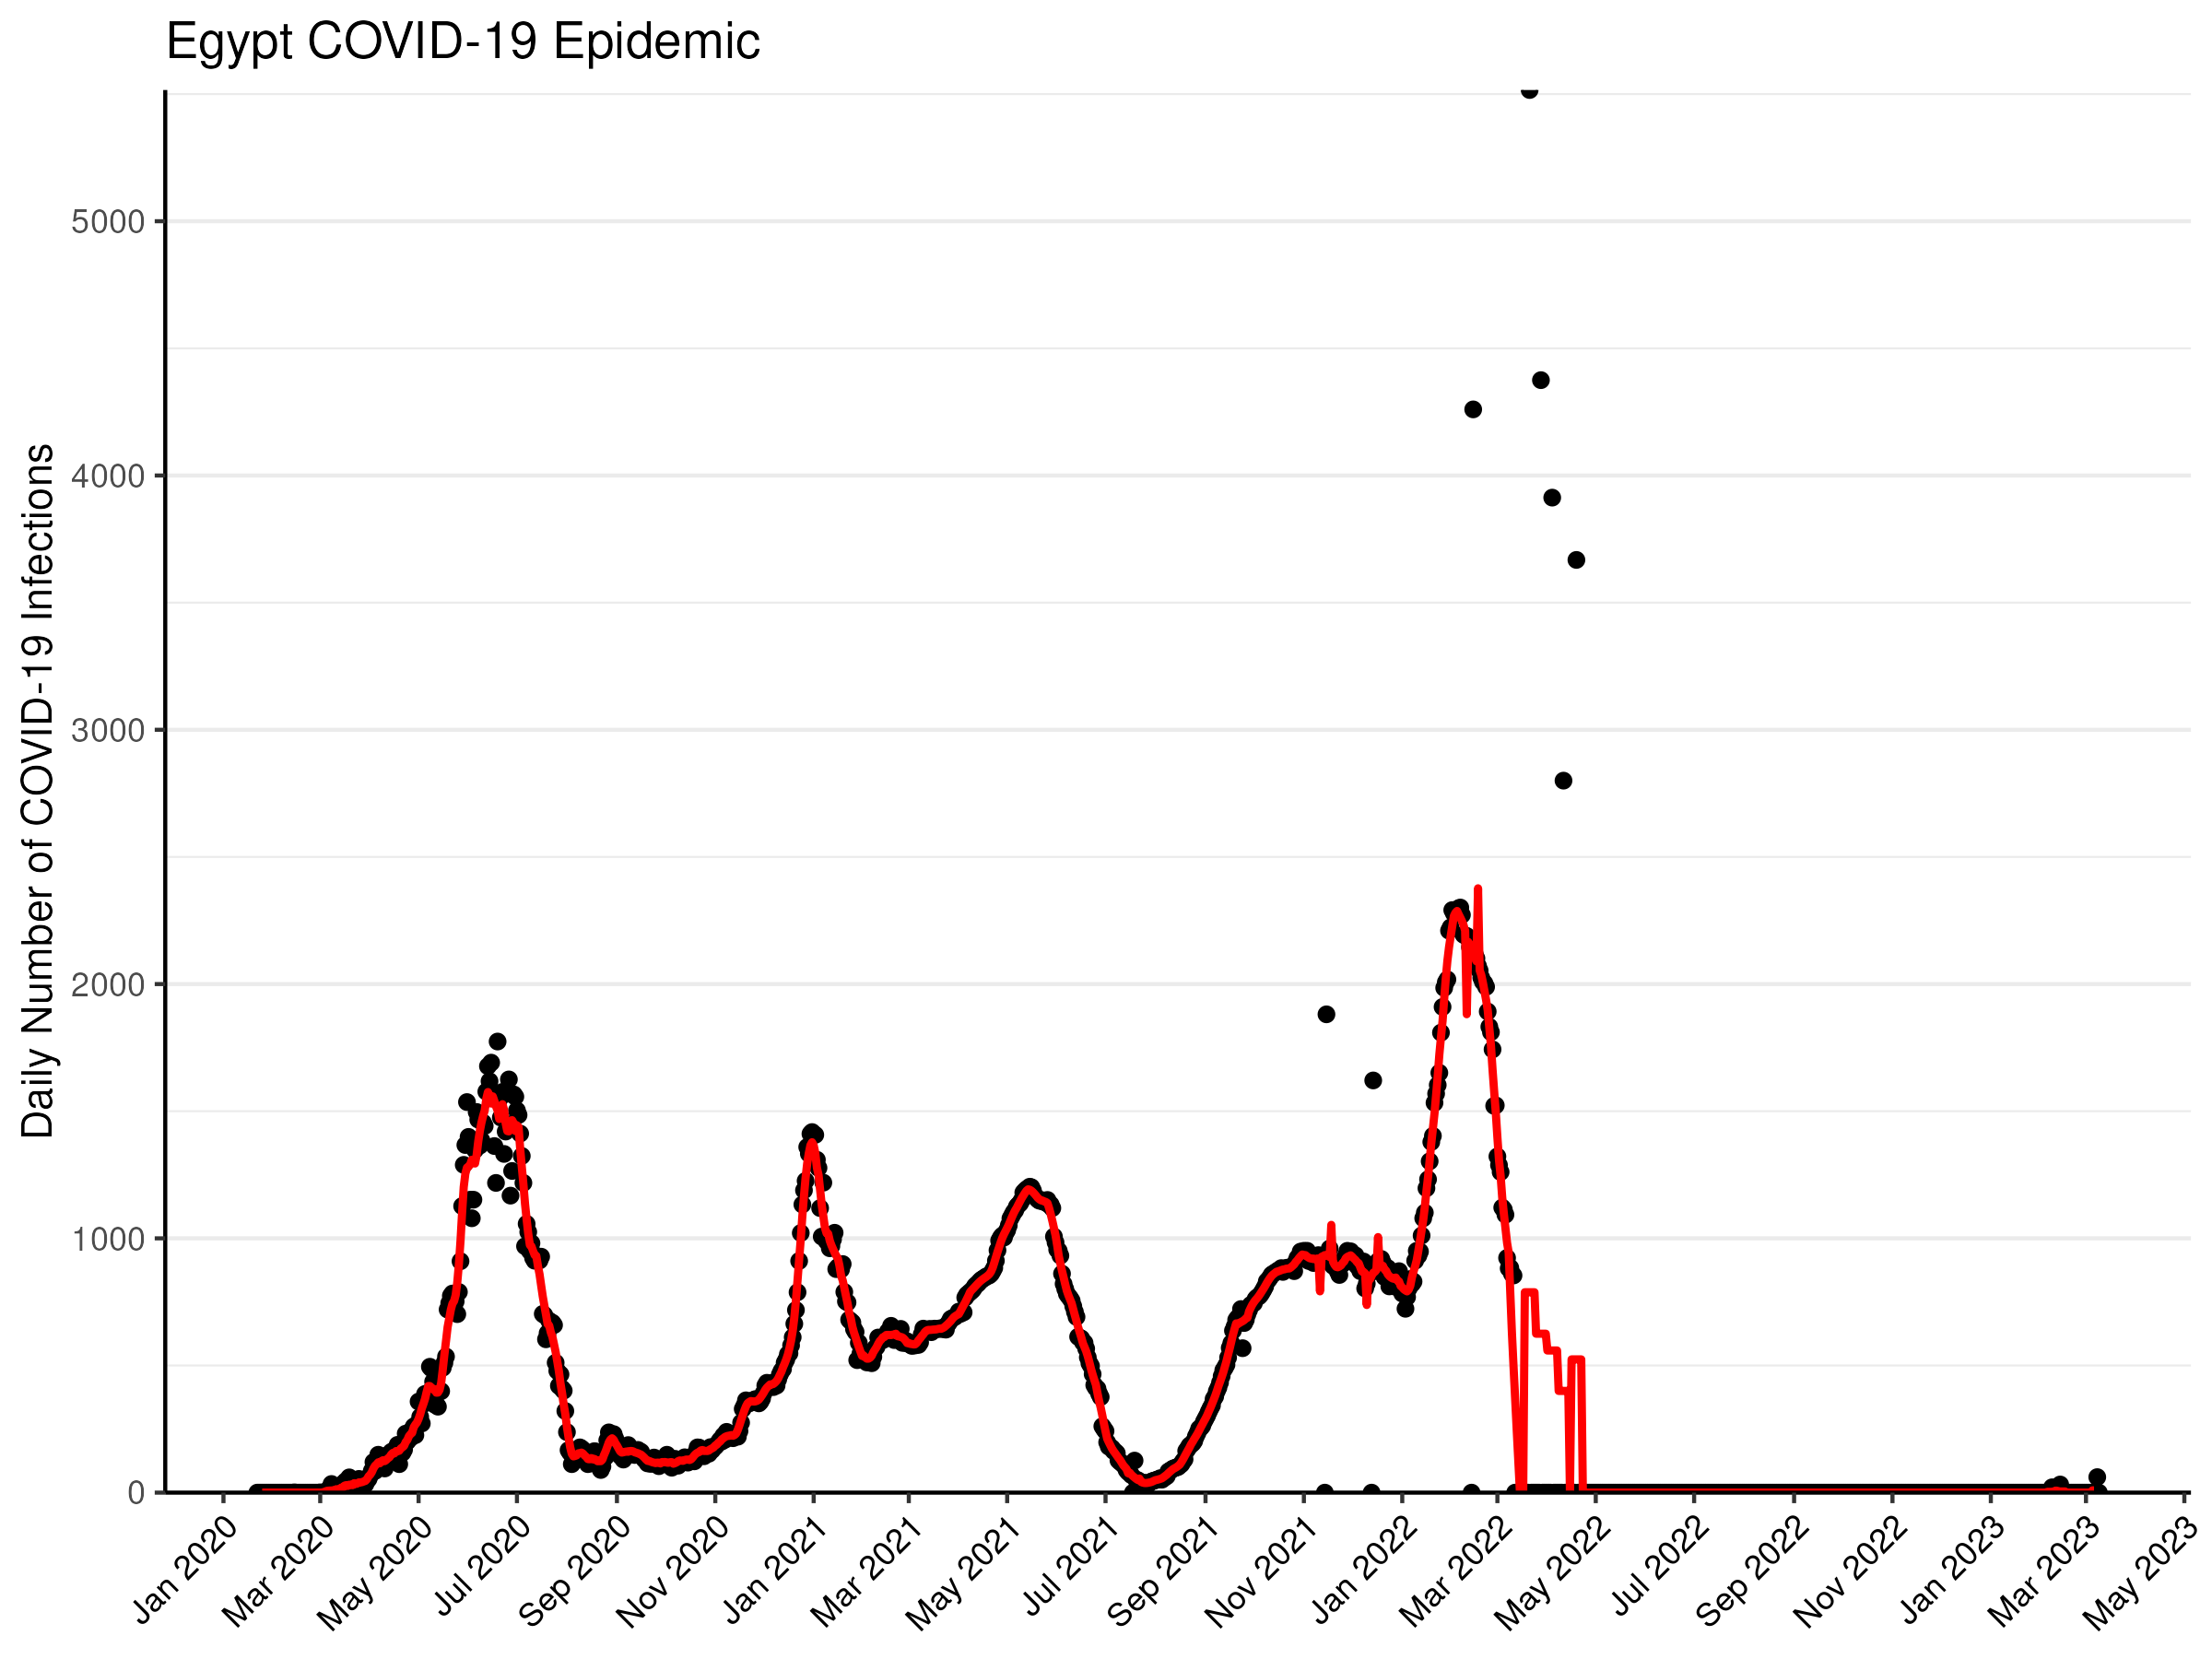 Egypt COVID-19 Epidemic
Daily Number of COVID-19 Infections
5000
4000
3000
2000
1000
0
Jan 2020
Mar 2020
May 2020
Jul 2020
Sep 2020
Nov 2020
Jan 2021
Mar 2021
May 2021
Jul 2021
Sep 2021
Nov 2021
Jan 2022
Mar 2022
May 2022
Jul 2022
Sep 2022
Nov 2022
Jan 2023
Mar 2023
May 2023